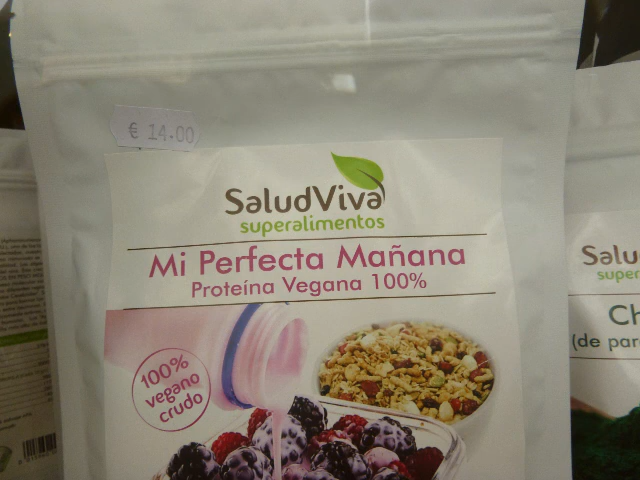 € 14.00
SaludViva
superalimentos
Mi Perfecta Mañana
Proteína Vegana 100%
100%
vegano
crudo
Salu
super
Ch
(de par